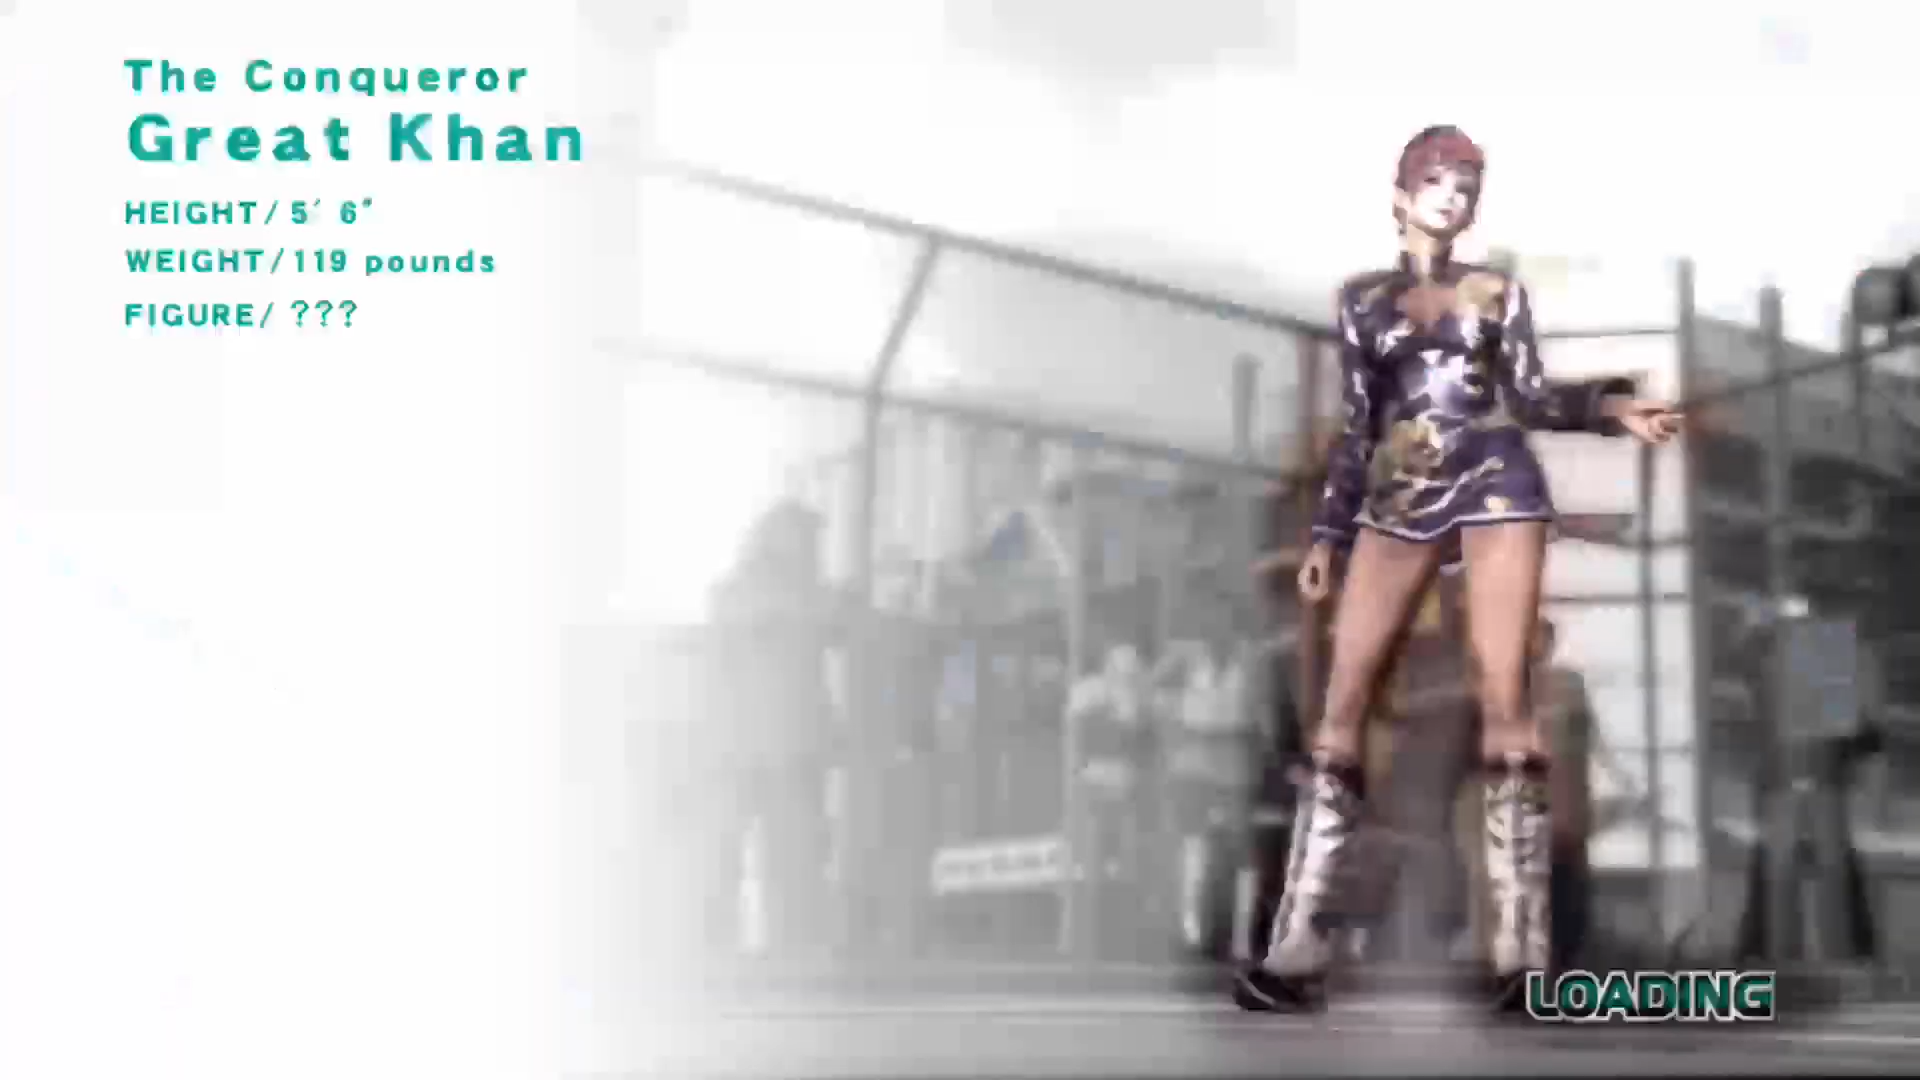 The Conqueror
Great Khan
HEIGHT/ 5′ 6″
WEIGHT/119 pounds
FIGURE/ ???
LOADING